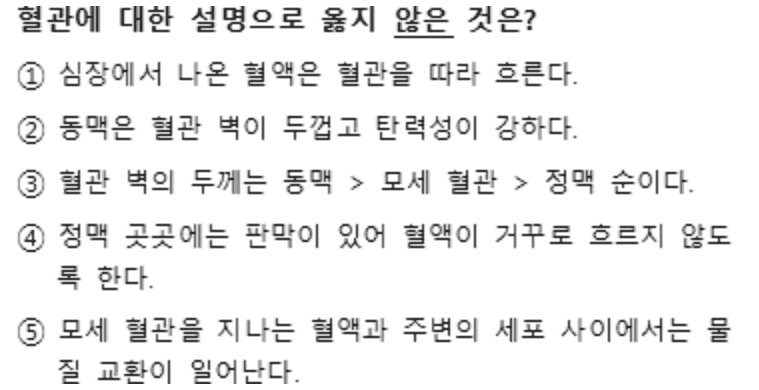 혈관에 대한 설명으로 옳지 않은 것은?
① 심장에서 나온 혈액은 혈관을 따라 흐른다.
② 동맥은 혈관 벽이 두껍고 탄력성이 강하다.
③ 혈관 벽의 두께는 동맥 > 모세 혈관 > 정맥 순이다.
④ 정맥 곳곳에는 판막이 있어 혈액이 거꾸로 흐르지 않도
록 한다.
⑤ 모세 혈관을 지나는 혈액과 주변의 세포 사이에서는 물
질 교환이 일어난다.